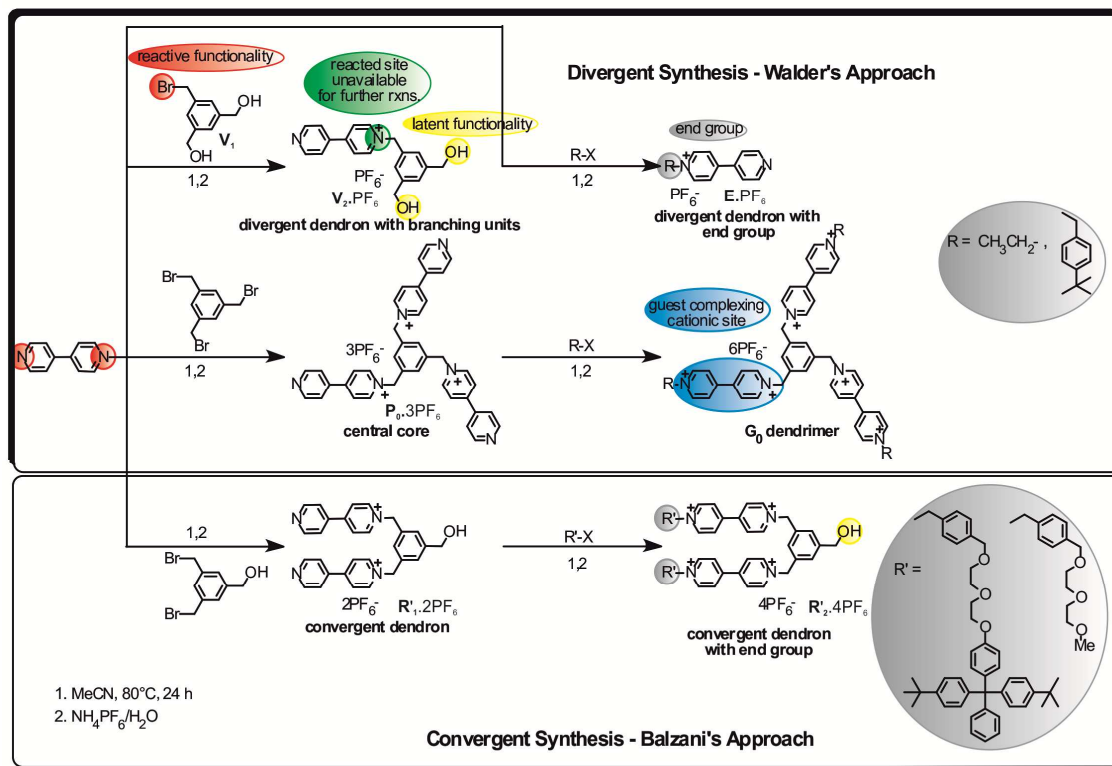 Divergent Synthesis - Walder's Approach
reactive functionality
Br
OH
OH
V1
1,2
reacted site
unavailable
for further rxns.
latent functionality
N
N+
OH
OH
PF6-
V2.PF6
divergent dendron with branching units
R-X
1,2
end group
R-N+
N
PF6-
E.PF6
divergent dendron with
end group
R = CH3CH2- ,
N
N
Br
Br
Br
1,2
N
N+
N
N+
N+
N
3PF6-
P0.3PF6
central core
R-X
1,2
guest complexing
cationic site
R
N+
N+
6PF6-
R-N+
N+
N+
N+
R
G0 dendrimer
1,2
Br
OH
Br
N
N+
OH
N
N+
2PF6-
R'1.2PF6
convergent dendron
R'-X
1,2
R'-N+
N+
OH
R'-N+
N+
4PF6-
R'2.4PF6
convergent dendron
with end group
R' =
O
O
O
O
O
OMe
1. MeCN, 80°C, 24 h
2. NH4PF6/H2O
Convergent Synthesis - Balzani's Approach